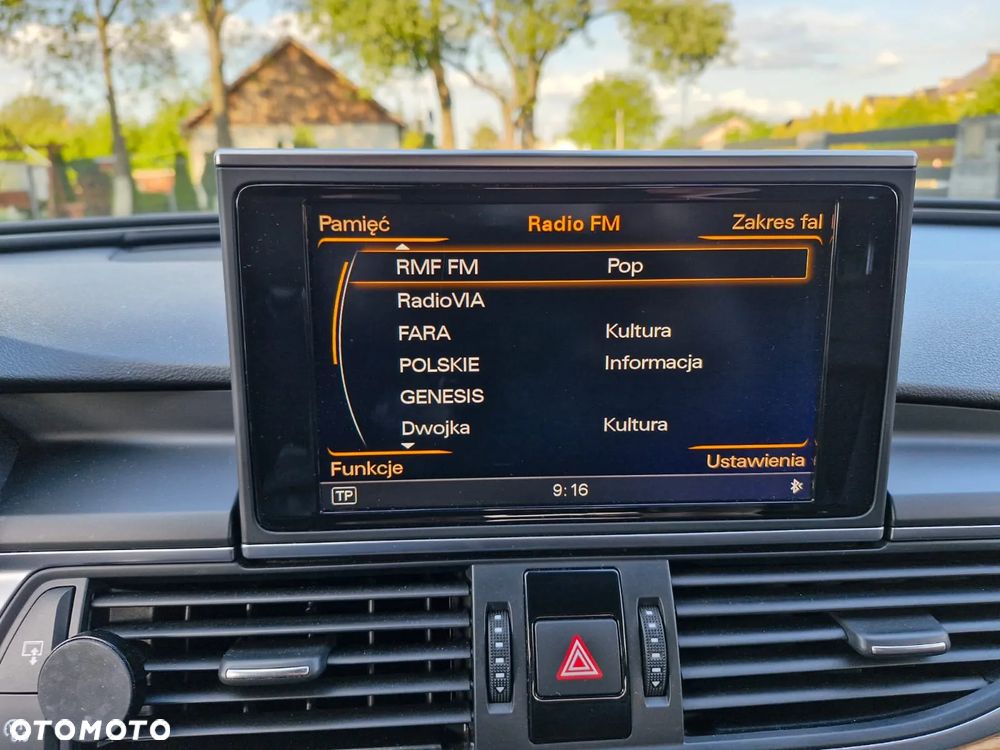 Pamięć Radio FM Zakres fal
RMF FM Pop
RadioVIA
FARA Kultura
POLSKIE Informacja
GENESIS
Dwojka Kultura
Funkcje Ustawienia
TP 9:16
OTOMOTO